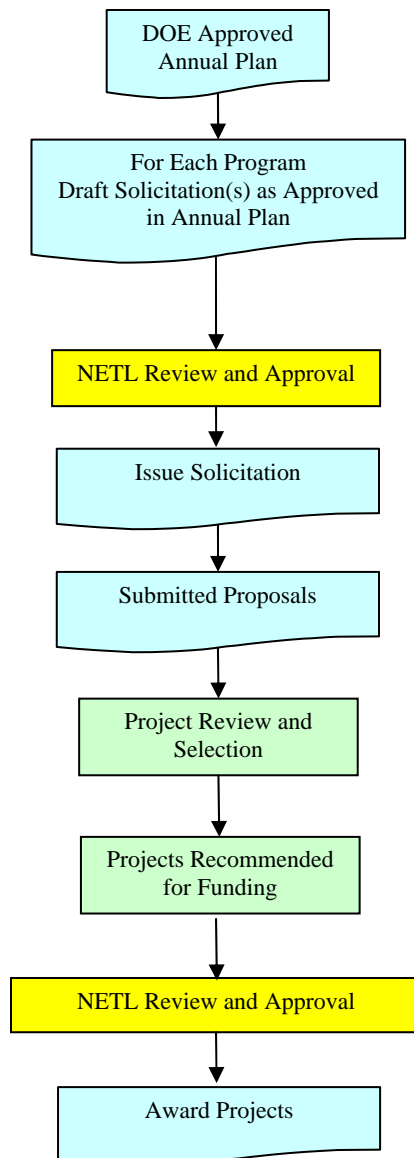 DOE Approved
Annual Plan
For Each Program
Draft Solicitation(s) as Approved
in Annual Plan
NETL Review and Approval
Issue Solicitation
Submitted Proposals
Project Review and
Selection
Projects Recommended
for Funding
NETL Review and Approval
Award Projects